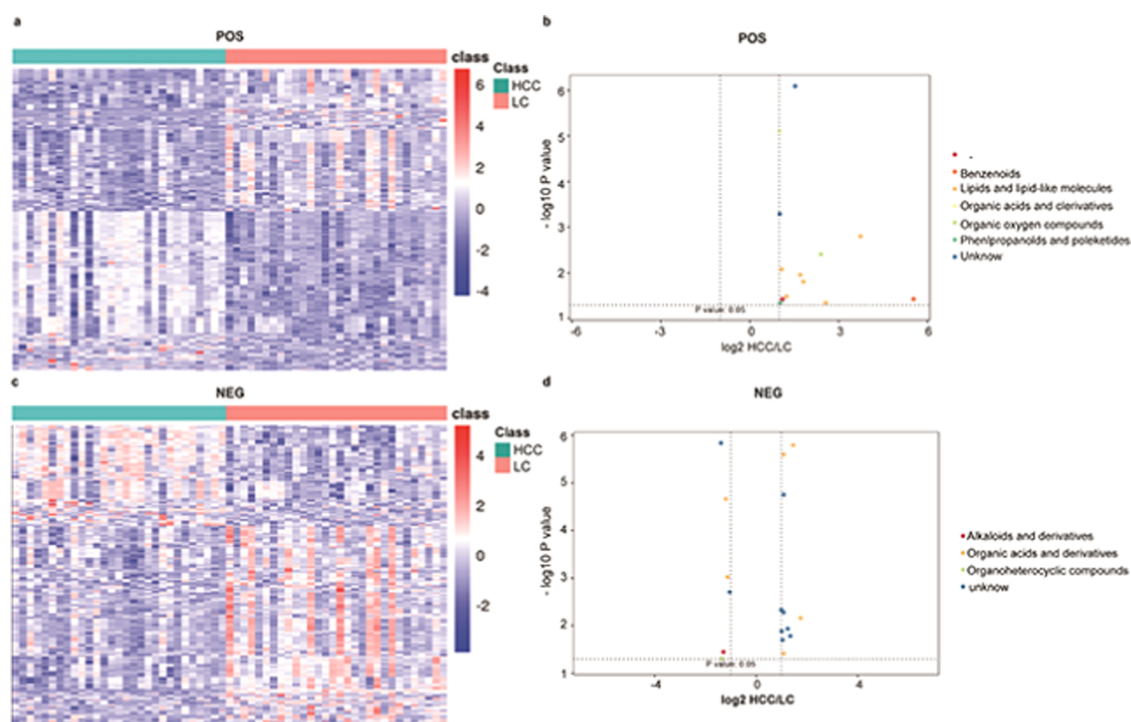 a
POS
class
6
4
2
0
-2
-4
Class
HCC
LC
b
POS
- log10 P value
6
5
4
3
2
1
P value: 0.05
-6
-3
0
3
6
log2 HCC/LC
-
Benzenoids
Lipids and lipid-like molecules
Organic acids and clerivatives
Organic oxygen compounds
Phenlpropanoids and poleketides
Unknow
c
NEG
class
4
2
0
-2
Class
HCC
LC
d
NEG
- log10 P value
6
5
4
3
2
1
P value: 0.05
-4
0
4
log2 HCC/LC
Alkaloids and derivatives
Organic acids and derivatives
Organoheterocyclic compounds
unknow